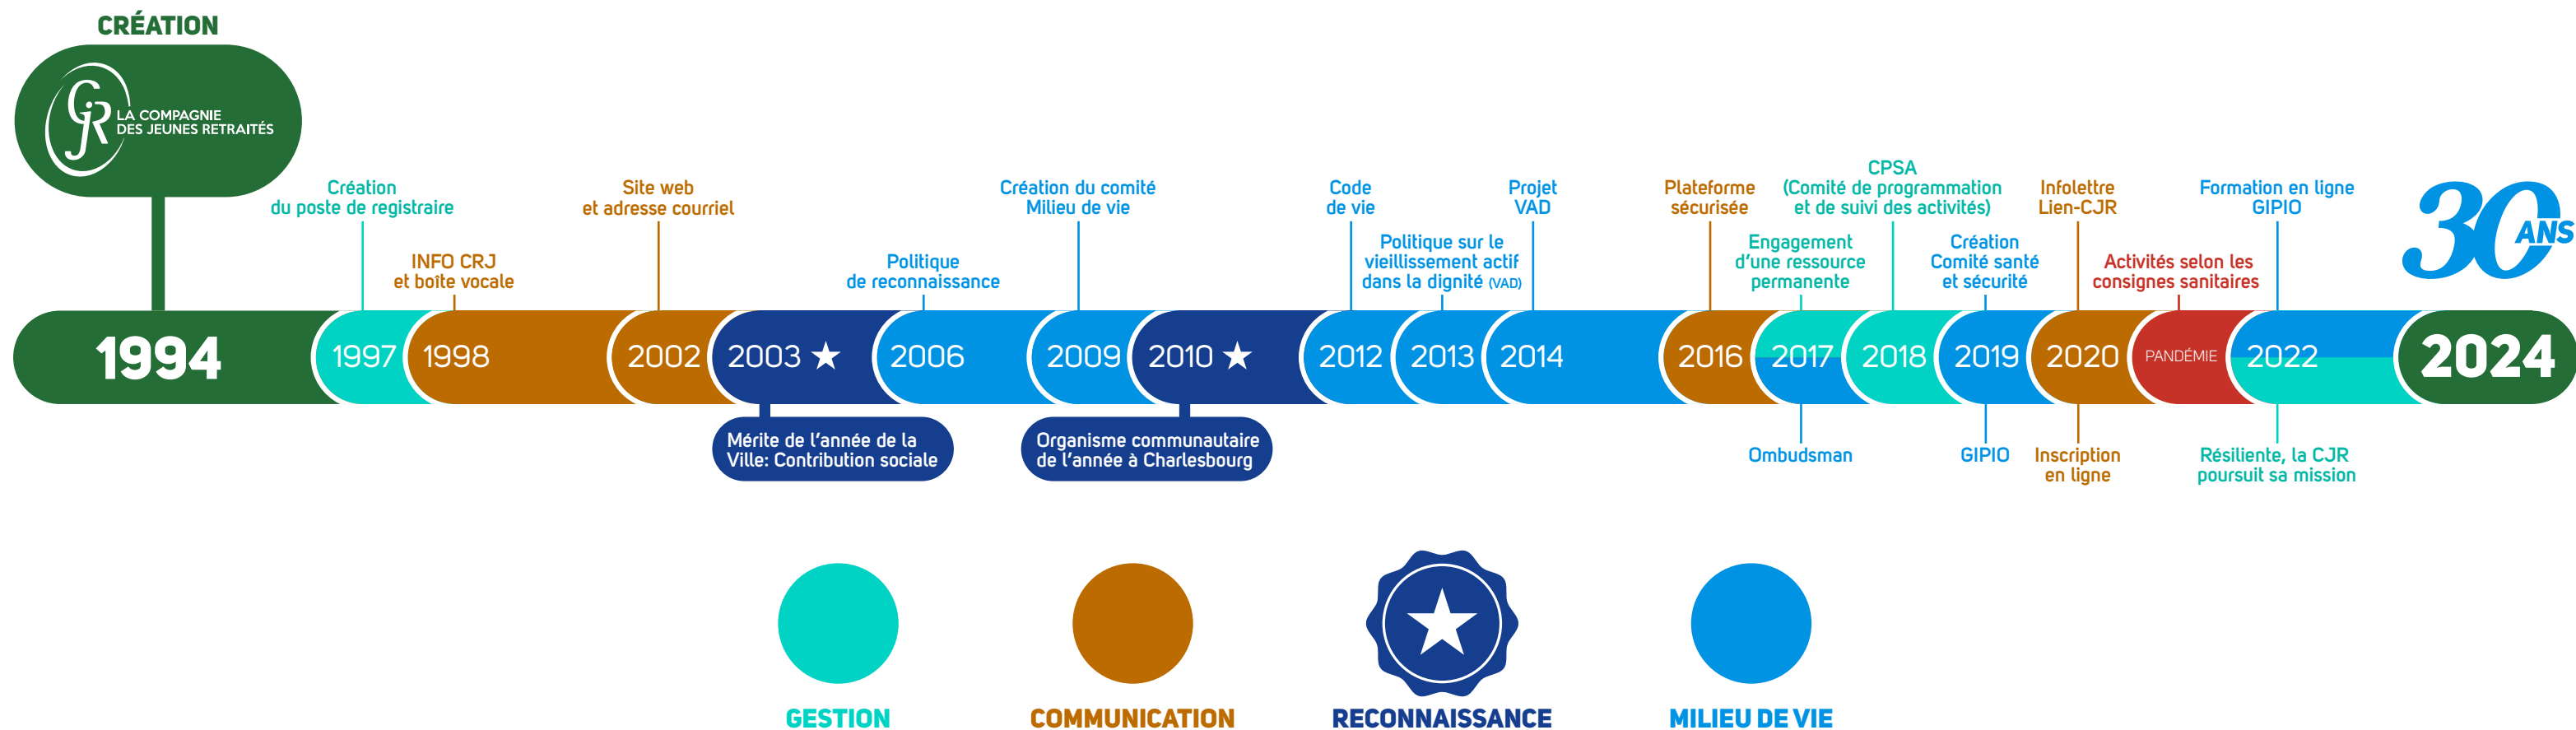 CRÉATION
CJR
LA COMPAGNIE
DES JEUNES RETRAITÉS
1994
Création
du poste de registraire
1997
INFO CRJ
et boîte vocale
1998
Site web
et adresse courriel
2002
2003 ★
Mérite de l'année de la
Ville: Contribution sociale
Politique
de reconnaissance
2006
Création du comité
Milieu de vie
2009
2010 ★
Organisme communautaire
de l'année à Charlesbourg
Code
de vie
2012
Politique sur le
vieillissement actif
dans la dignité (VAD)
2013
Projet
VAD
2014
Plateforme
sécurisée
2016
Engagement
d'une ressource
permanente
2017
Ombudsman
CPSA
(Comité de programmation
et de suivi des activités)
2018
Création
Comité santé
et sécurité
2019
GIPIO
Infolettre
Lien-CJR
2020
Inscription
en ligne
Activités selon les
consignes sanitaires
PANDÉMIE
Formation en ligne
GIPIO
2022
Résiliente, la CJR
poursuit sa mission
30 ANS
2024
GESTION
COMMUNICATION
RECONNAISSANCE
MILIEU DE VIE